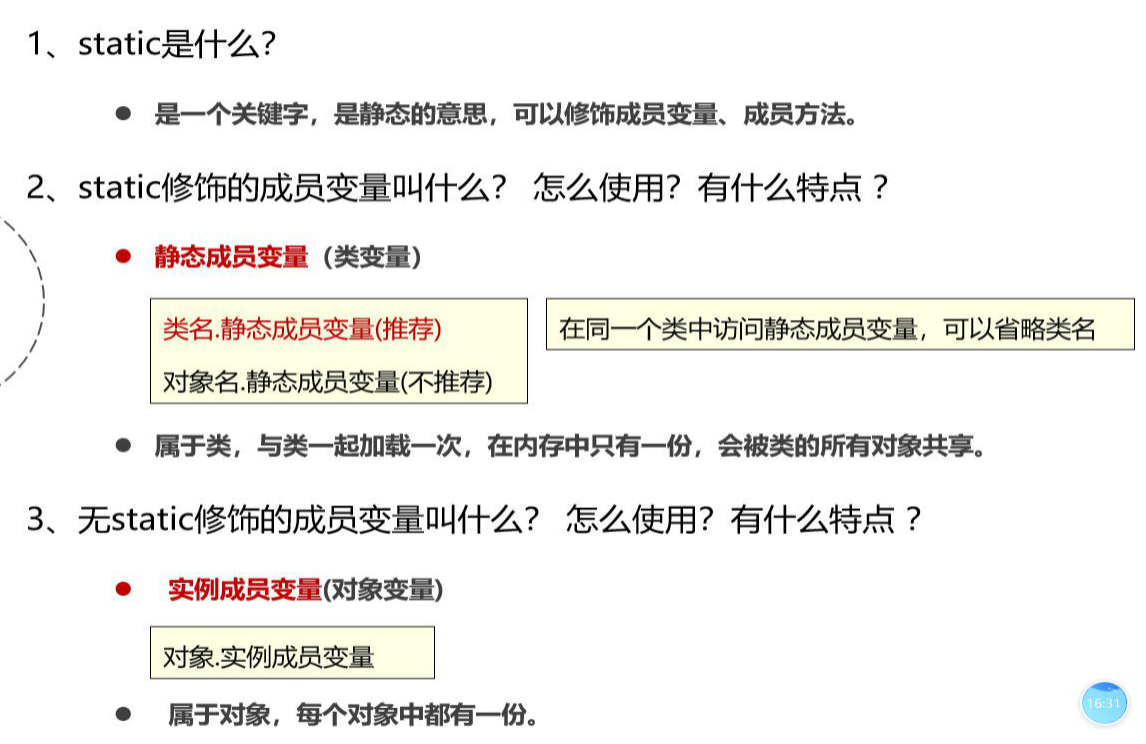 1、static是什么？
● 是一个关键字，是静态的意思，可以修饰成员变量、成员方法。
2、static修饰的成员变量叫什么？ 怎么使用？有什么特点 ？
● 静态成员变量（类变量）
类名.静态成员变量(推荐)
对象名.静态成员变量(不推荐)
在同一个类中访问静态成员变量，可以省略类名
● 属于类，与类一起加载一次，在内存中只有一份，会被类的所有对象共享。
3、无static修饰的成员变量叫什么？ 怎么使用？有什么特点 ？
● 实例成员变量(对象变量)
对象.实例成员变量
● 属于对象，每个对象中都有一份。
16:31